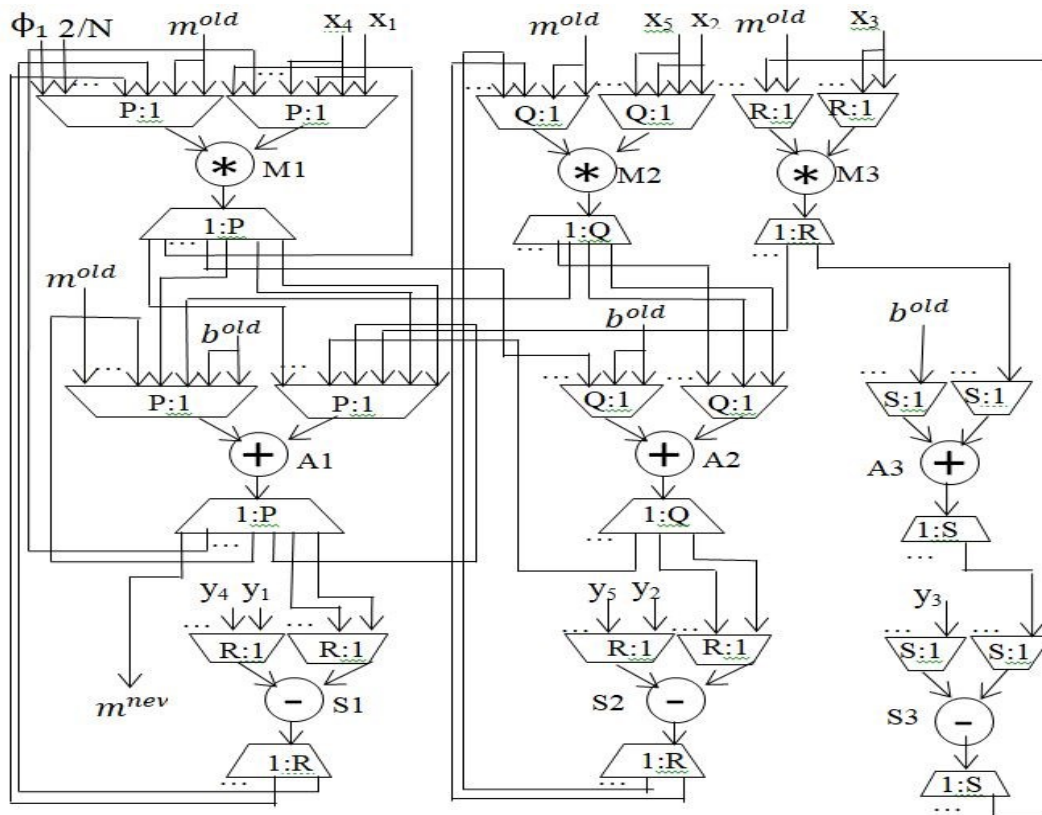 ϕ1 2/N m^old x4 x1 m^old x5 x2 m^old x3
... ... ... ... ... ...
P:1 P:1 Q:1 Q:1 R:1 R:1
* M1 * M2 * M3
1:P 1:Q 1:R
... ... ...
m^old b^old b^old b^old
... ... ... ... ... ...
P:1 P:1 Q:1 Q:1 S:1 S:1
+ A1 + A2 A3 +
1:P 1:Q 1:S
... ... ...
y4 y1 y5 y2 y3
... ... ... ... ... ...
R:1 R:1 R:1 R:1 S:1 S:1
m^nev - S1 S2 - S3 -
1:R 1:R 1:S
... ... ...